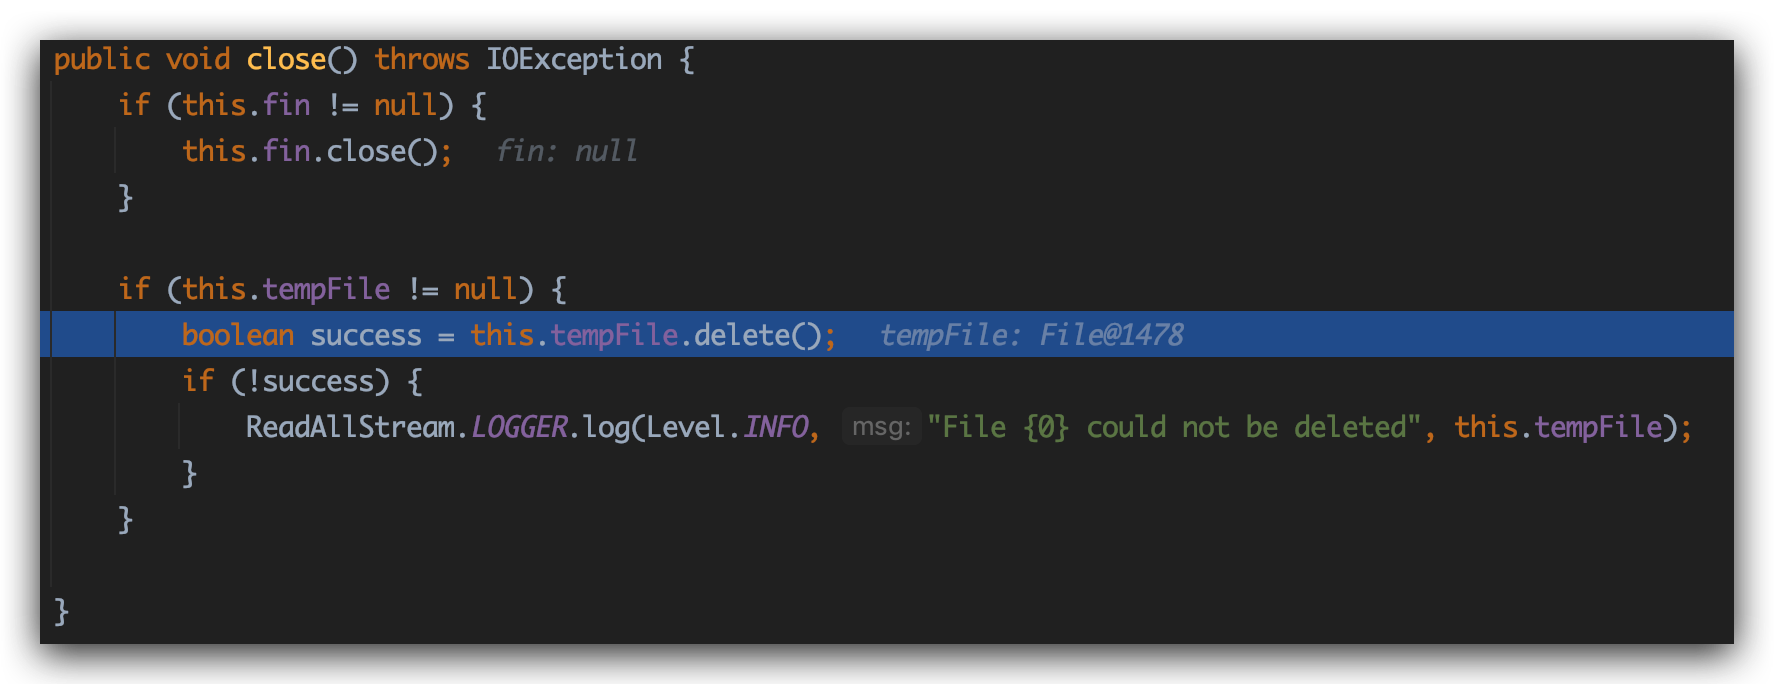 public void close() throws IOException {
if (this.fin != null) {
this.fin.close(); fin: null
}
if (this.tempFile != null) {
boolean success = this.tempFile.delete(); tempFile: File@1478
if (!success) {
ReadAllStream.LOGGER.log(Level.INFO, msg: "File {0} could not be deleted", this.tempFile);
}
}
}